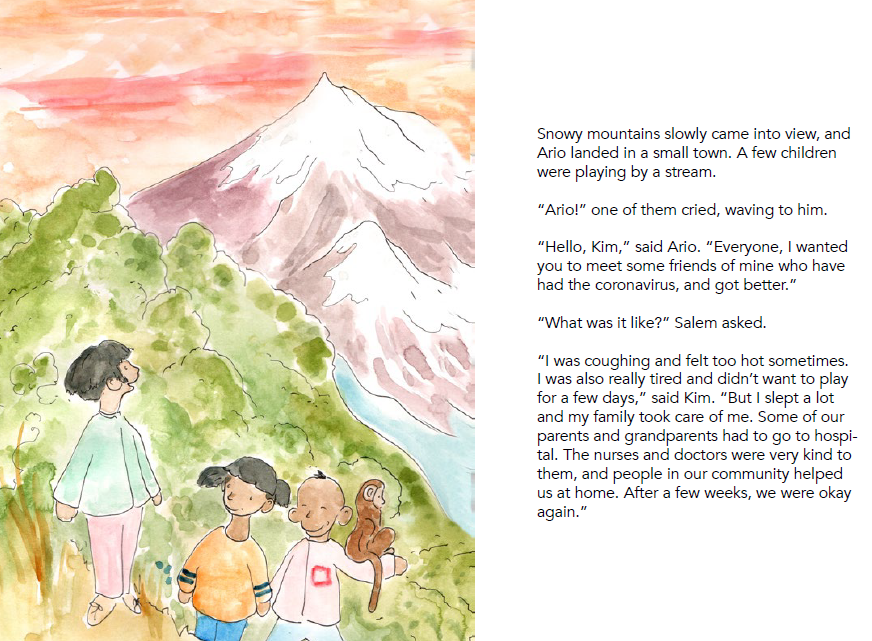 Snowy mountains slowly came into view, and
Ario landed in a small town. A few children
were playing by a stream.
“Ario!” one of them cried, waving to him.
“Hello, Kim,” said Ario. “Everyone, I wanted
you to meet some friends of mine who have
had the coronavirus, and got better.”
“What was it like?” Salem asked.
“I was coughing and felt too hot sometimes.
I was also really tired and didn’t want to play
for a few days,” said Kim. “But I slept a lot
and my family took care of me. Some of our
parents and grandparents had to go to hospi-
tal. The nurses and doctors were very kind to
them, and people in our community helped
us at home. After a few weeks, we were okay
again.”